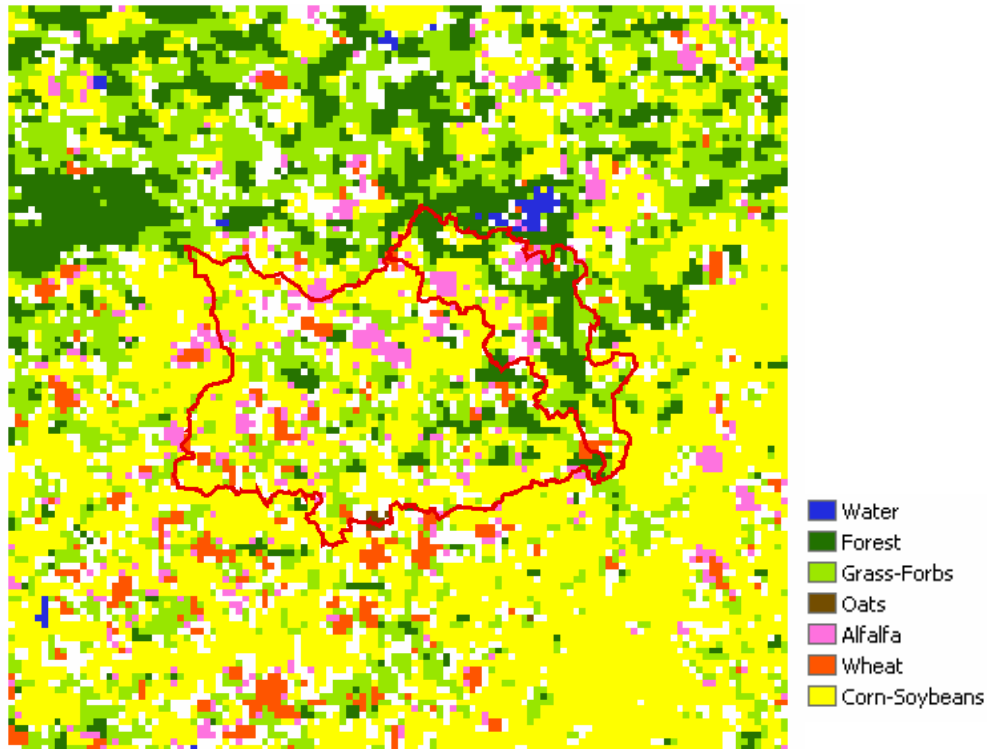 Water
Forest
Grass-Forbs
Oats
Alfalfa
Wheat
Corn-Soybeans